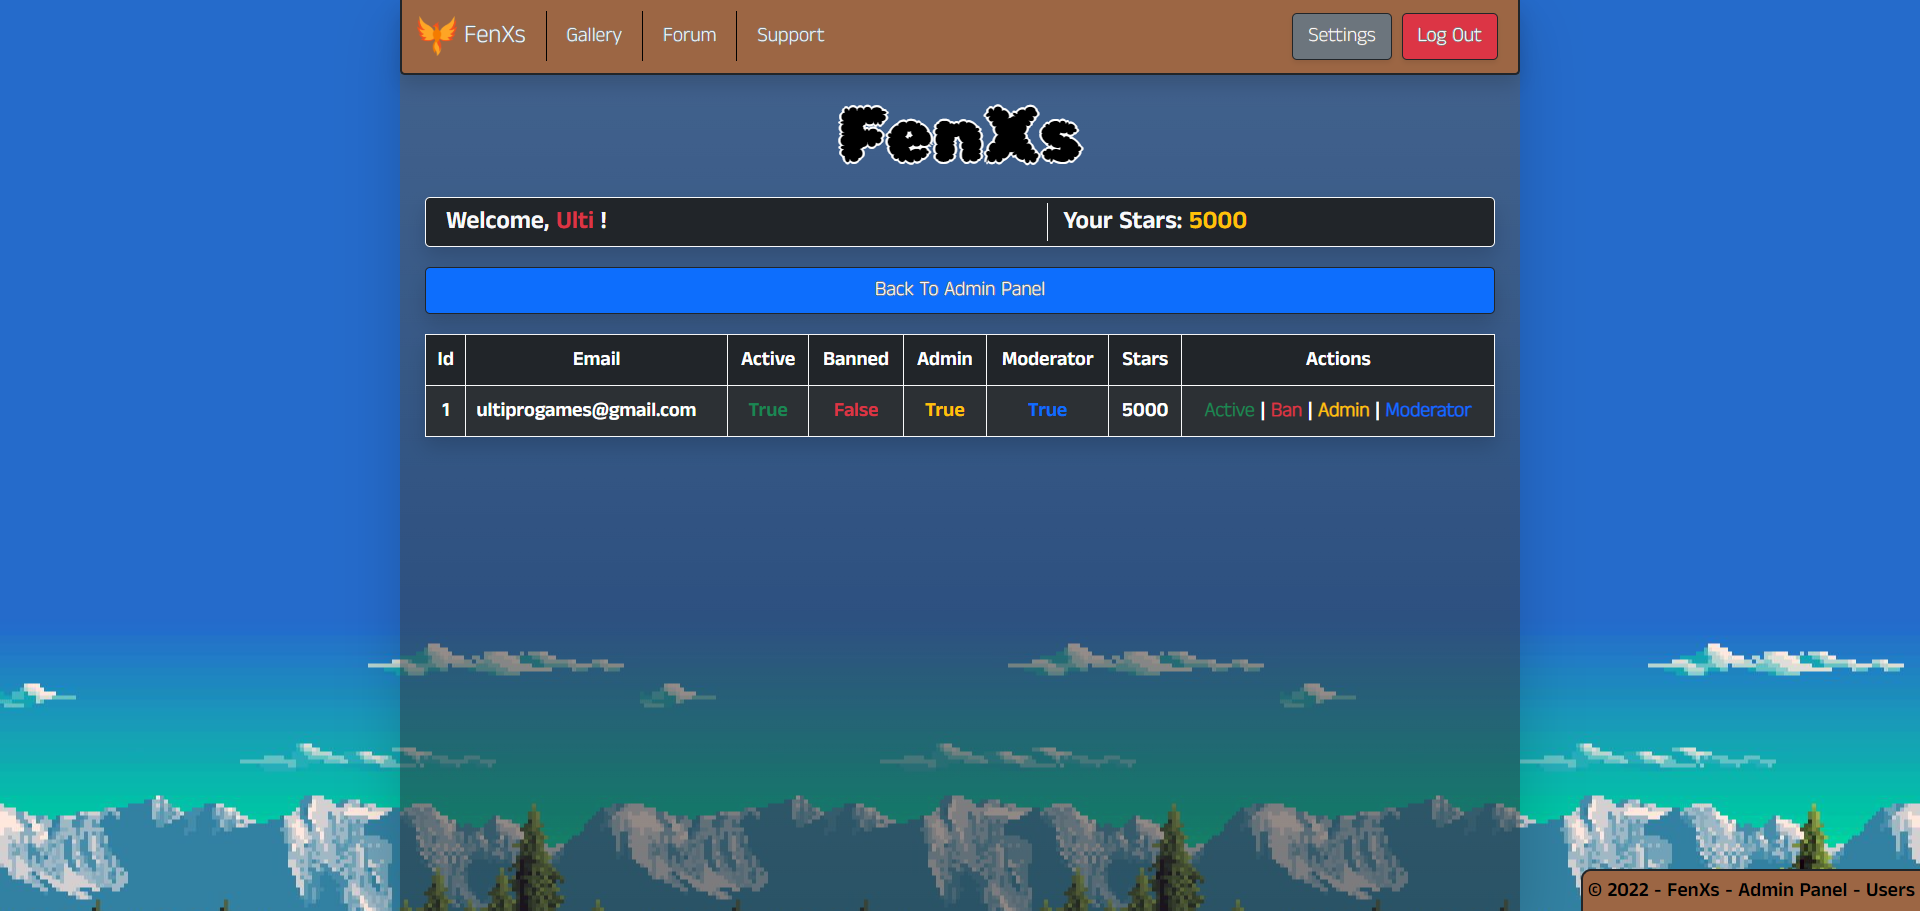 FenXs Gallery Forum Support Settings Log Out
FenXs
Welcome, Ulti ! Your Stars: 5000
Back To Admin Panel
Id Email Active Banned Admin Moderator Stars Actions
1 ultiprogames@gmail.com True False True True 5000 Active | Ban | Admin | Moderator
© 2022 - FenXs - Admin Panel - Users